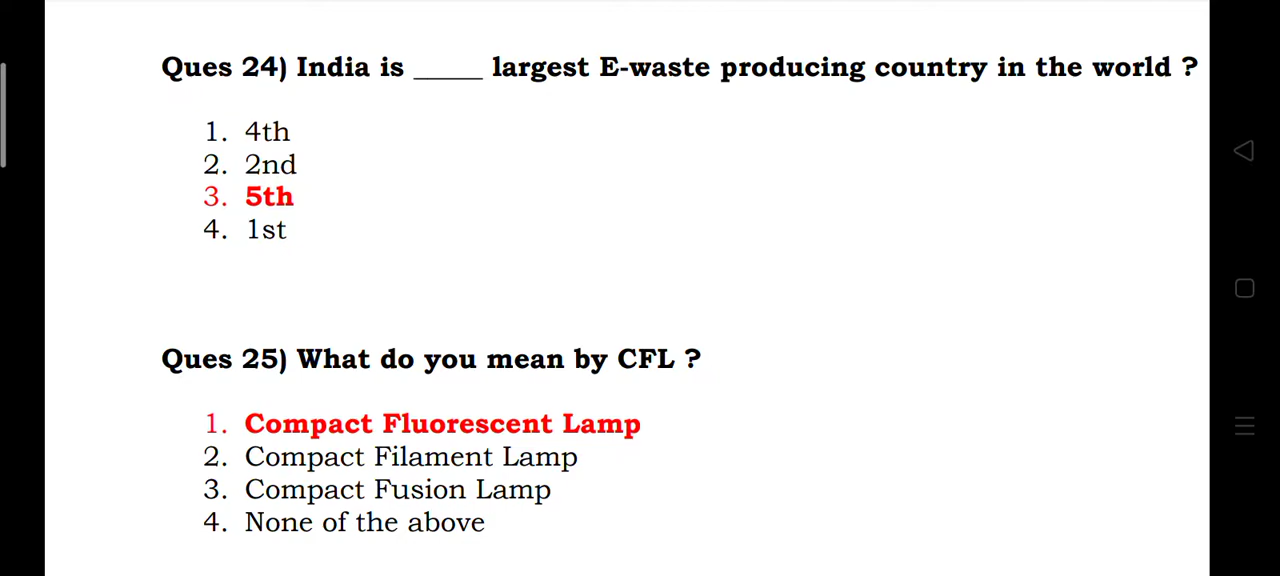 Ques 24) India is _____ largest E-waste producing country in the world ?
1. 4th
2. 2nd
3. 5th
4. 1st
Ques 25) What do you mean by CFL ?
1. Compact Fluorescent Lamp
2. Compact Filament Lamp
3. Compact Fusion Lamp
4. None of the above